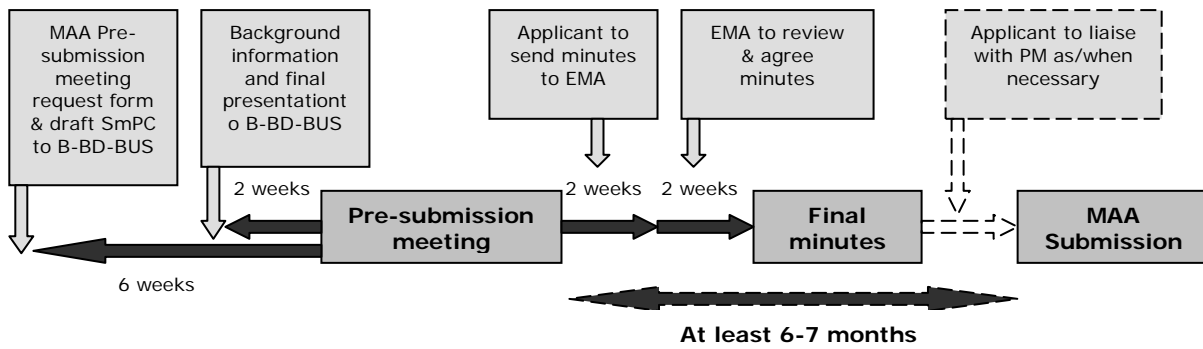 MAA Pre-
submission
meeting
request form
& draft SmPC
to B-BD-BUS
Background
information
and final
presentationt
o B-BD-BUS
Applicant to
send minutes
to EMA
EMA to review
& agree
minutes
Applicant to liaise
with PM as/when
necessary
2 weeks
2 weeks
2 weeks
Pre-submission
meeting
Final
minutes
MAA
Submission
6 weeks
At least 6-7 months